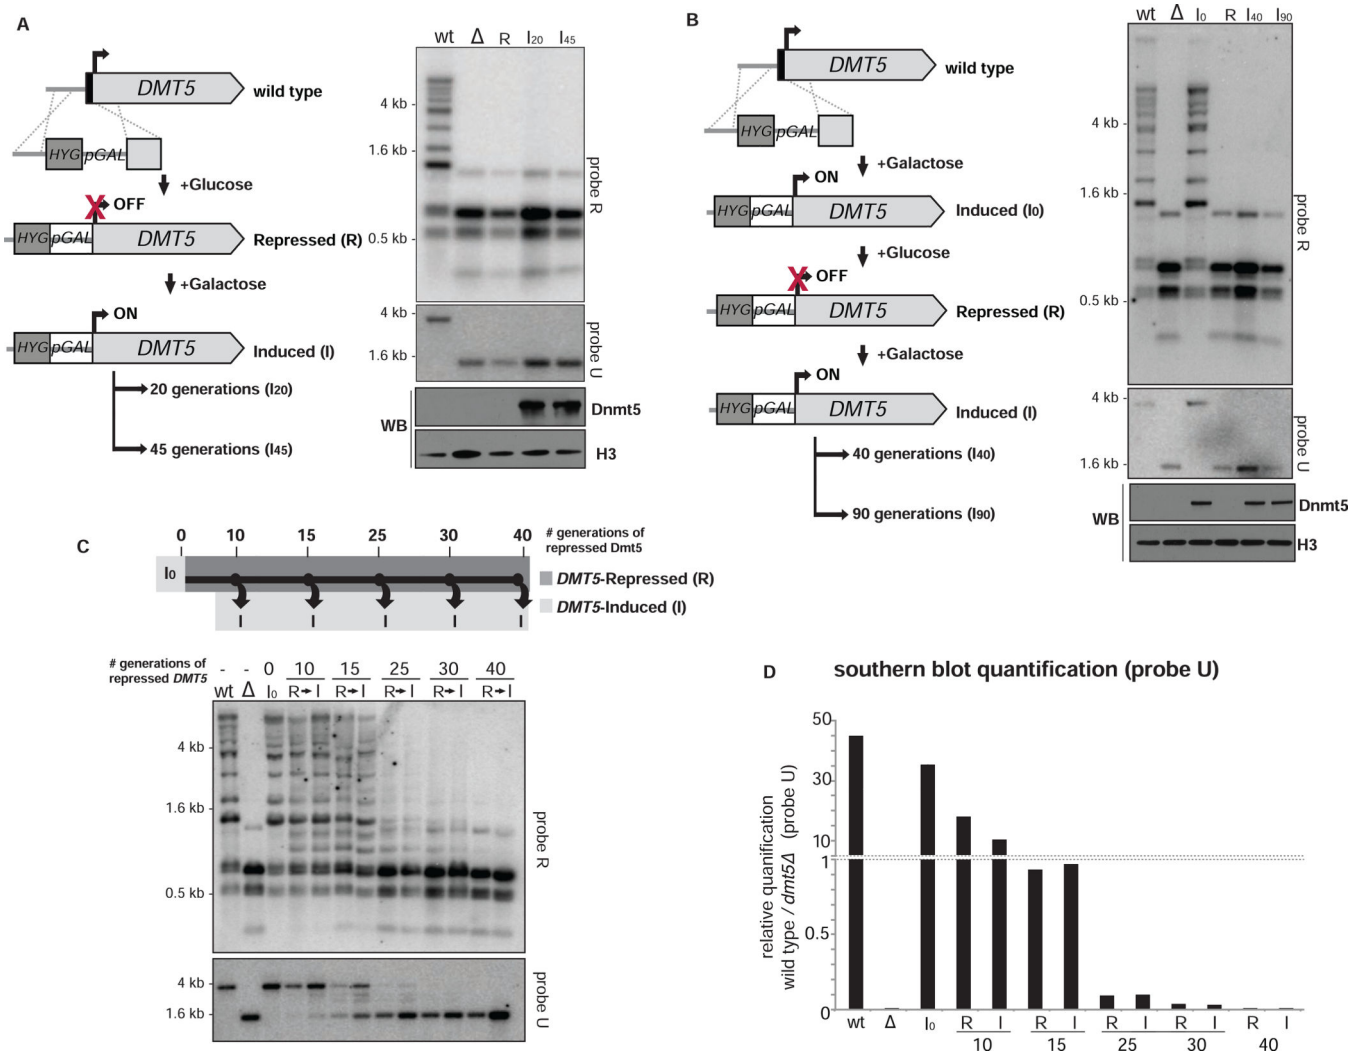 A
DMT5
wild type
HYG
pGAL
+Glucose
OFF
HYG pGAL DMT5
Repressed (R)
+Galactose
ON
HYG pGAL DMT5
Induced (I)
20 generations (I20)
45 generations (I45)
wt Δ R I20 I45
4 kb
1.6 kb
0.5 kb
probe R
1.6 kb
probe U
WB
Dnmt5
H3
B
DMT5
wild type
HYG
pGAL
+Galactose
ON
HYG pGAL DMT5
Induced (I0)
+Glucose
OFF
HYG pGAL DMT5
Repressed (R)
+Galactose
ON
HYG pGAL DMT5
Induced (I)
40 generations (I40)
90 generations (I90)
wt Δ I0 R I40 I90
4 kb
1.6 kb
0.5 kb
probe R
4 kb
1.6 kb
probe U
WB
Dnmt5
H3
C
0 10 15 25 30 40
# generations of
repressed Dmt5
I0
DMT5-Repressed (R)
DMT5-Induced (I)
I I I I I
# generations of
repressed DMT5
- - 0 10 15 25 30 40
wt Δ I0 R I R I R I R I R I
4 kb
1.6 kb
0.5 kb
probe R
4 kb
1.6 kb
probe U
D
southern blot quantification (probe U)
relative quantification
wild type / dmt5Δ (probe U)
50
30
10
1
0.5
0
wt Δ I0 R I R I R I R I R I
10 15 25 30 40